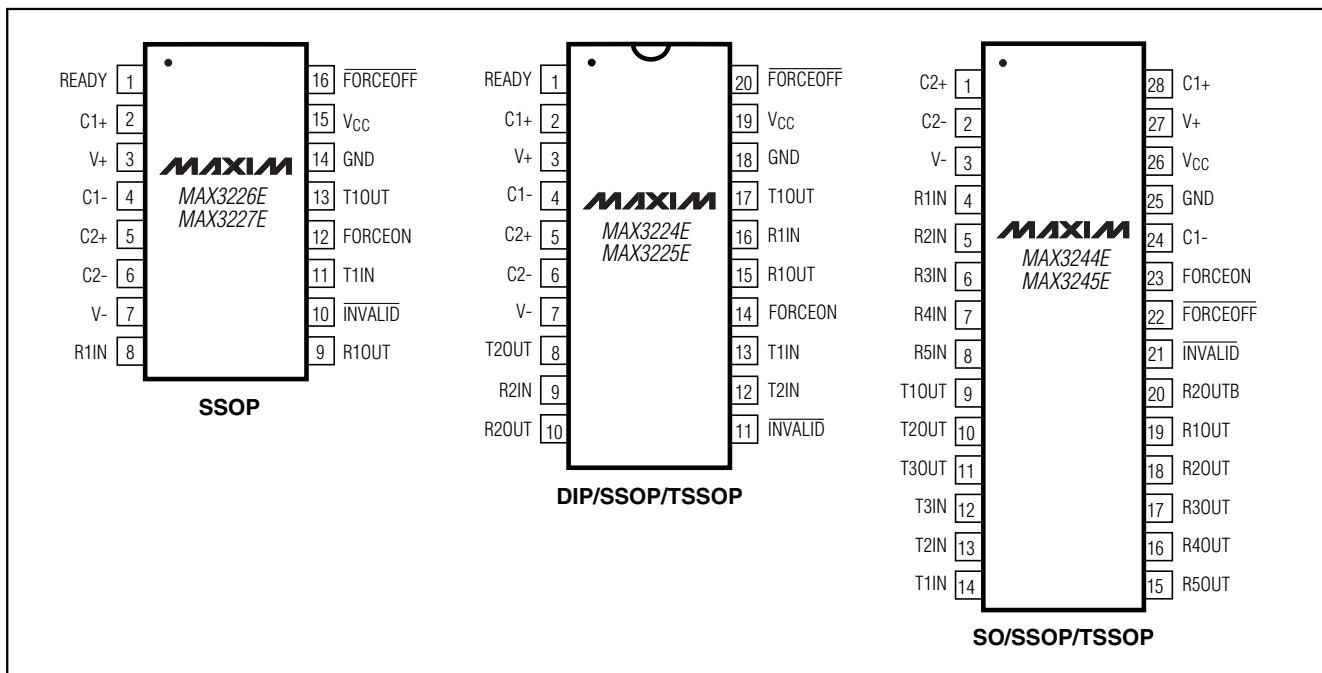 READY 1
C1+ 2
V+ 3
C1- 4
C2+ 5
C2- 6
V- 7
R1IN 8
16 FORCEOFF
15 VCC
14 GND
13 T1OUT
12 FORCEON
11 T1IN
10 INVALID
9 R1OUT
MAXIM
MAX3226E
MAX3227E
SSOP
READY 1
C1+ 2
V+ 3
C1- 4
C2+ 5
C2- 6
V- 7
T2OUT 8
R2IN 9
R2OUT 10
20 FORCEOFF
19 VCC
18 GND
17 T1OUT
16 R1IN
15 R1OUT
14 FORCEON
13 T1IN
12 T2IN
11 INVALID
MAXIM
MAX3224E
MAX3225E
DIP/SSOP/TSSOP
C2+ 1
C2- 2
V- 3
R1IN 4
R2IN 5
R3IN 6
R4IN 7
R5IN 8
T1OUT 9
T2OUT 10
T3OUT 11
T3IN 12
T2IN 13
T1IN 14
28 C1+
27 V+
26 VCC
25 GND
24 C1-
23 FORCEON
22 FORCEOFF
21 INVALID
20 R2OUTB
19 R1OUT
18 R2OUT
17 R3OUT
16 R4OUT
15 R5OUT
MAXIM
MAX3244E
MAX3245E
SO/SSOP/TSSOP